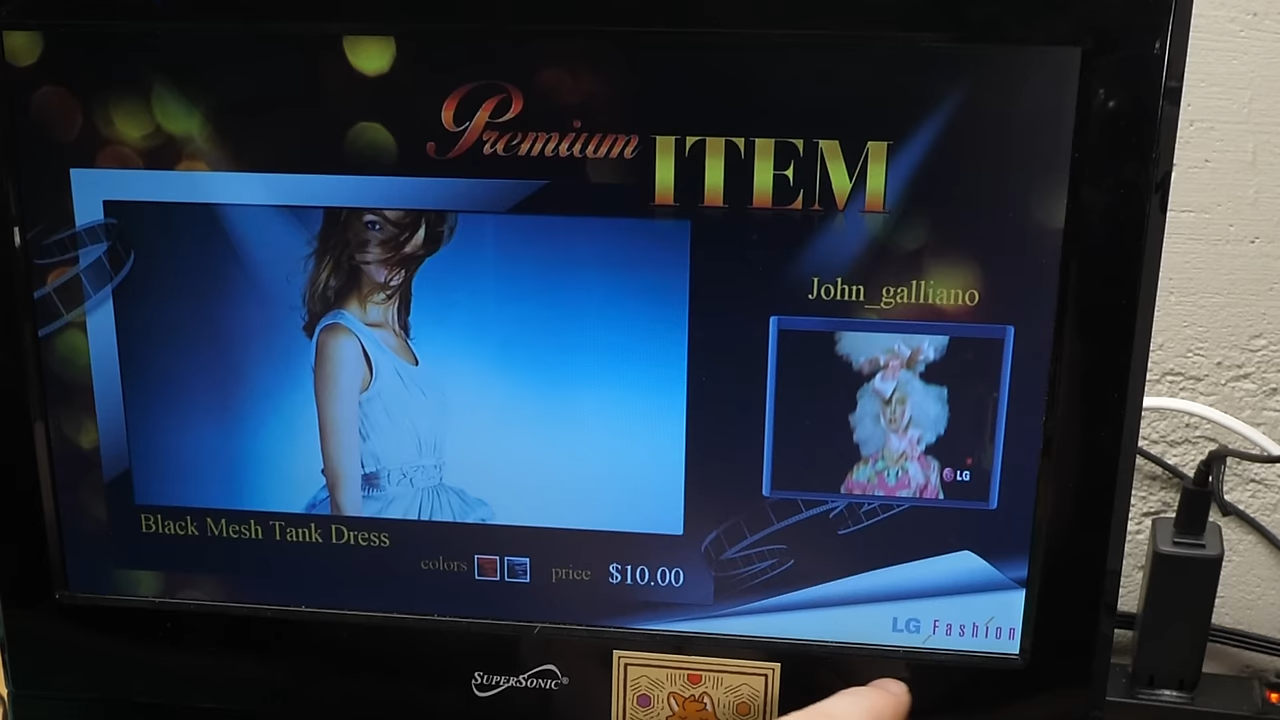 Premium ITEM
John_galliano
LG
Black Mesh Tank Dress
colors price $10.00
LG Fashion
SUPERSONIC®